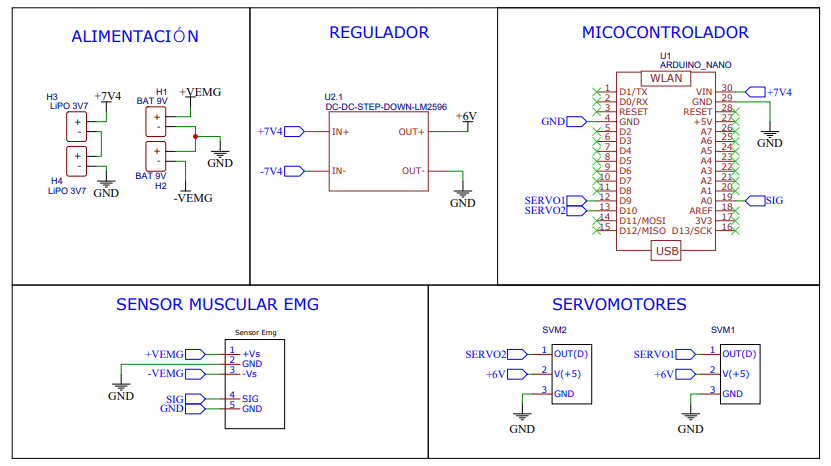 ALIMENTACIÓN
H3
LiPO 3V7
+7V4
+
-
+
-
H4
LiPO 3V7
GND
H1
BAT 9V
+VEMG
+
-
+
-
BAT 9V
H2
GND
-VEMG
REGULADOR
U2.1
DC-DC-STEP-DOWN-LM2596
+7V4
IN+
OUT+
+6V
-7V4
IN-
OUT-
GND
MICOCONTROLADOR
U1
ARDUINO_NANO
WLAN
1 D1/TX VIN 30 +7V4
2 D0/RX GND 29
3 RESET RESET 28
GND 4 GND +5V 27
5 D2 A7 26
6 D3 A6 25
7 D4 A5 24
8 D5 A4 23
9 D6 A3 22
10 D7 A2 21
11 D8 A1 20
SERVO1 12 D9 A0 19 SIG
SERVO2 13 D10 AREF 18
14 D11/MOSI 3V3 17
15 D12/MISO D13/SCK 16
USB
GND
SENSOR MUSCULAR EMG
Sensor Emg
+VEMG 1 +Vs
2 GND
-VEMG 3 -Vs
GND
SIG 4 SIG
GND 5 GND
SERVOMOTORES
SVM2
SERVO2 1 OUT(D)
+6V 2 V(+5)
3 GND
GND
SVM1
SERVO1 1 OUT(D)
+6V 2 V(+5)
3 GND
GND